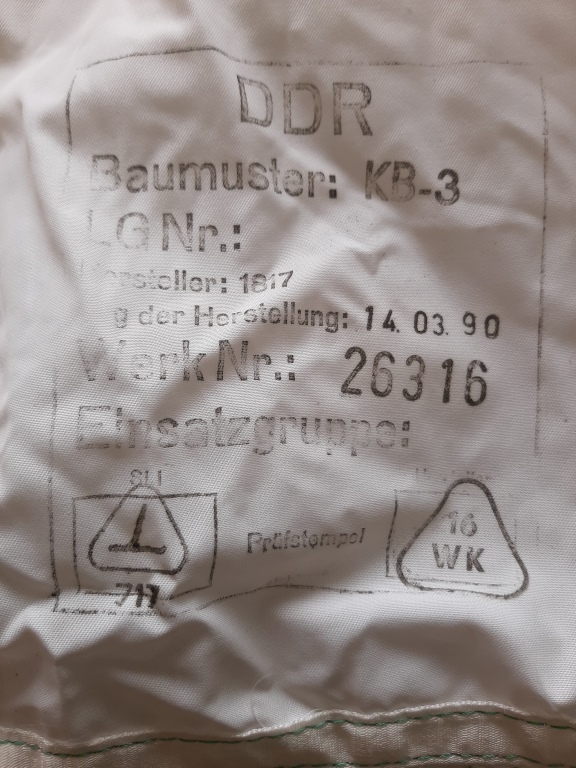 DDR
Baumuster: KB-3
LG Nr.:
Hersteller: 1817
Tag der Herstellung: 14. 03. 90
Werk Nr.: 26316
Einsatzgruppe:
SLI
717
Prüfstempel
16
WK